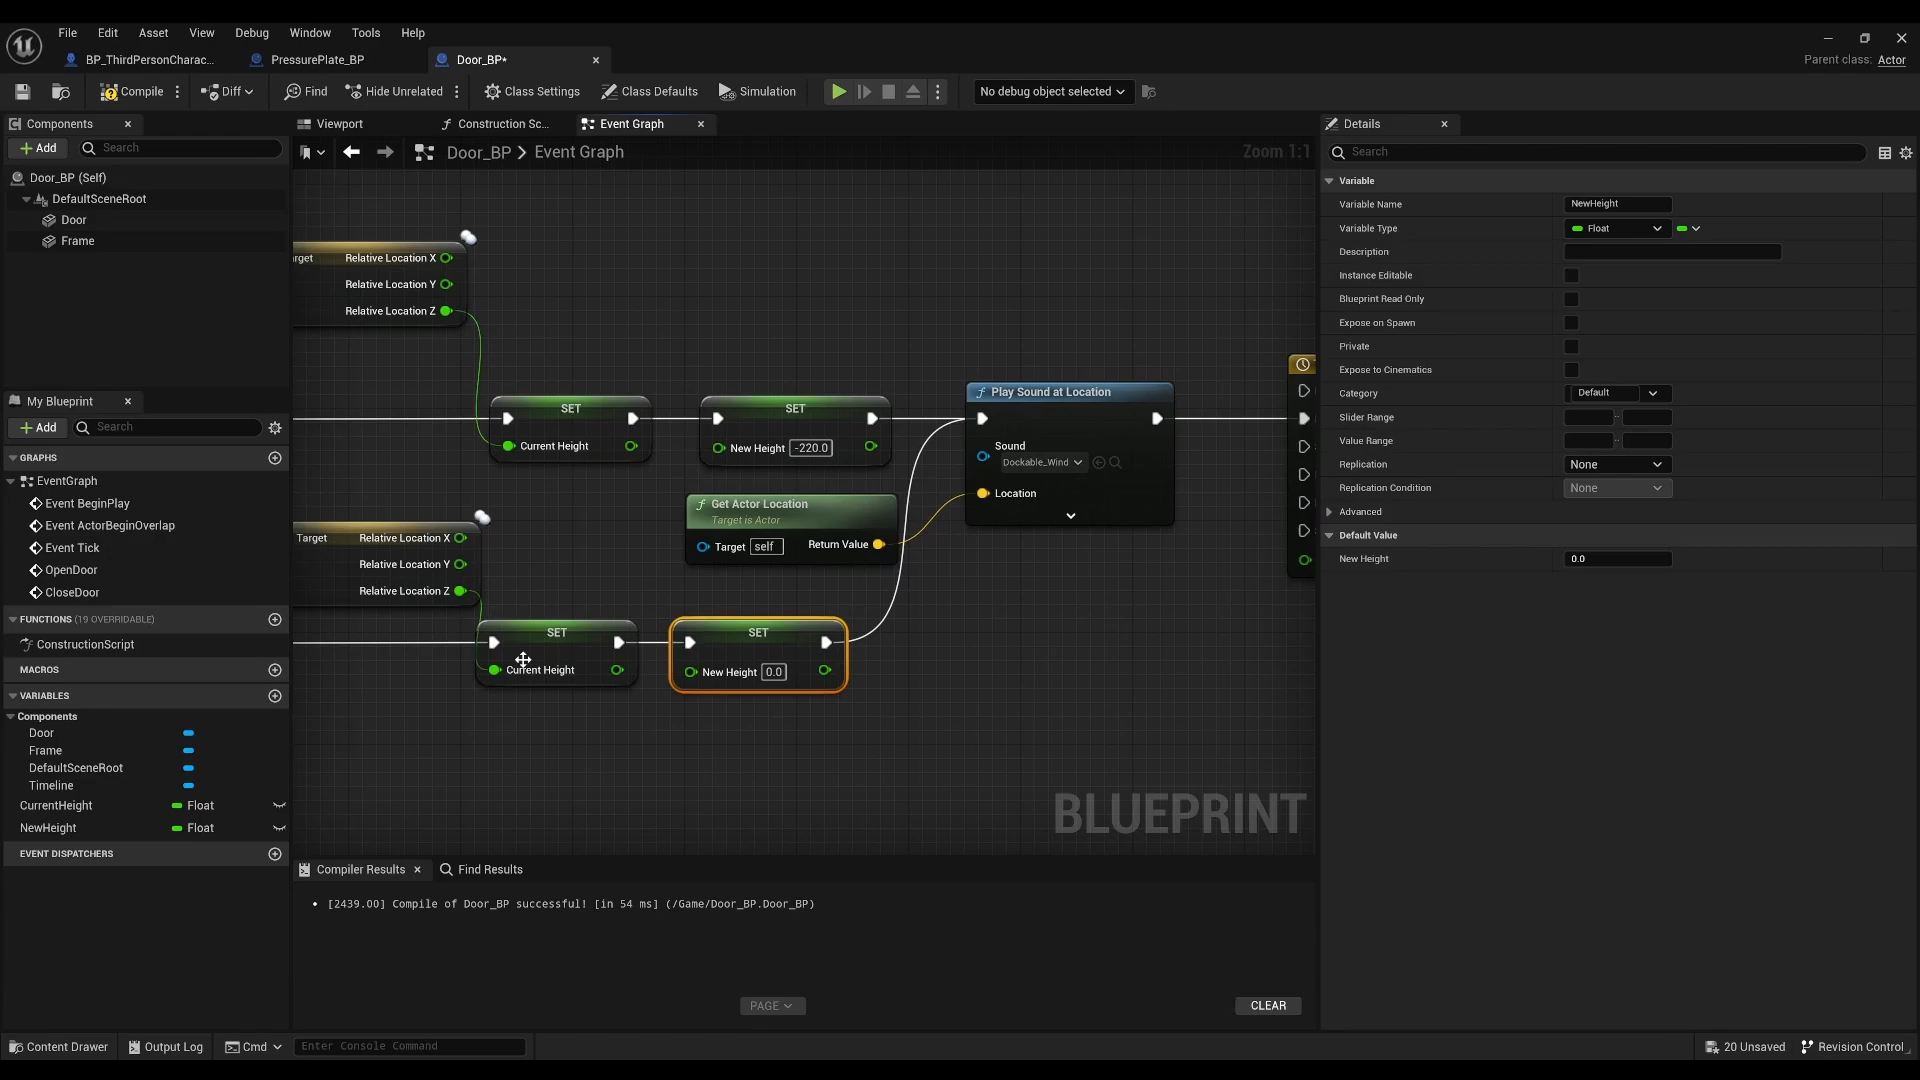 File Edit Asset View Debug Window Tools Help
BP_ThirdPersonCharac... PressurePlate_BP Door_BP*
Parent class: Actor
Compile Diff Find Hide Unrelated Class Settings Class Defaults Simulation No debug object selected
Components
Add Search
Door_BP (Self)
DefaultSceneRoot
Door
Frame
My Blueprint
Add Search
GRAPHS
EventGraph
Event BeginPlay
Event ActorBeginOverlap
Event Tick
OpenDoor
CloseDoor
FUNCTIONS (19 OVERRIDABLE)
ConstructionScript
MACROS
VARIABLES
Components
Door
Frame
DefaultSceneRoot
Timeline
CurrentHeight Float
NewHeight Float
EVENT DISPATCHERS
Viewport Construction Sc... Event Graph
Door_BP > Event Graph Zoom 1:1
rget Relative Location X
Relative Location Y
Relative Location Z
SET
Current Height
SET
New Height -220.0
Play Sound at Location
Sound
Dockable_Wind
Location
Get Actor Location
Target is Actor
Target self Return Value
Target Relative Location X
Relative Location Y
Relative Location Z
SET
Current Height
SET
New Height 0.0
BLUEPRINT
Compiler Results Find Results
• [2439.00] Compile of Door_BP successful! [in 54 ms] (/Game/Door_BP.Door_BP)
PAGE CLEAR
Details
Search
Variable
Variable Name NewHeight
Variable Type Float
Description
Instance Editable
Blueprint Read Only
Expose on Spawn
Private
Expose to Cinematics
Category Default
Slider Range
Value Range
Replication None
Replication Condition None
Advanced
Default Value
New Height 0.0
Content Drawer Output Log Cmd Enter Console Command 20 Unsaved Revision Control